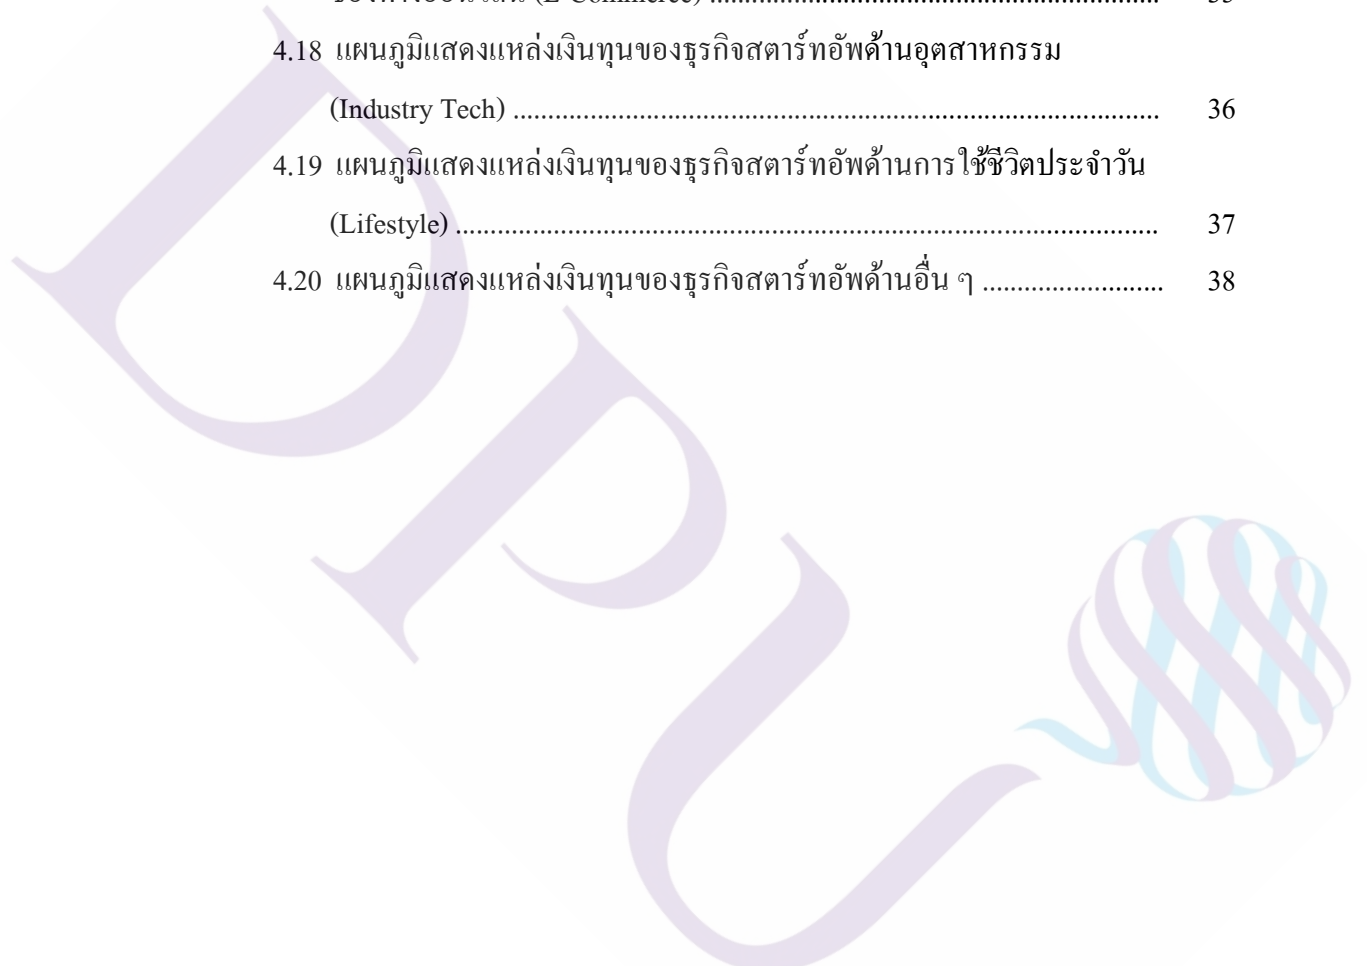 (E-Commerce) ................................................................ 35
4.18 แผนภูมิแสดงแหล่งเงินทุนของธุรกิจสตาร์ทอัพด้านอุตสาหกรรม
(Industry Tech) ............................................................................................. 36
4.19 แผนภูมิแสดงแหล่งเงินทุนของธุรกิจสตาร์ทอัพด้านการใช้ชีวิตประจำวัน
(Lifestyle) ..................................................................................................... 37
4.20 แผนภูมิแสดงแหล่งเงินทุนของธุรกิจสตาร์ทอัพด้านอื่น ๆ .......................... 38
DPU